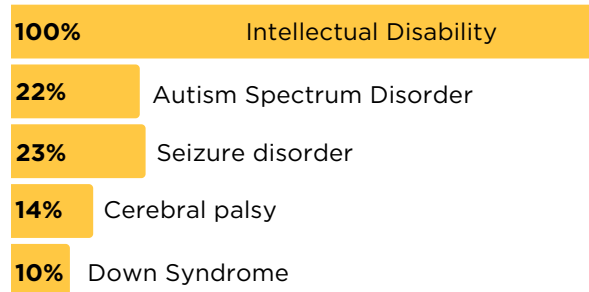 100% Intellectual Disability
22% Autism Spectrum Disorder
23% Seizure disorder
14% Cerebral palsy
10% Down Syndrome